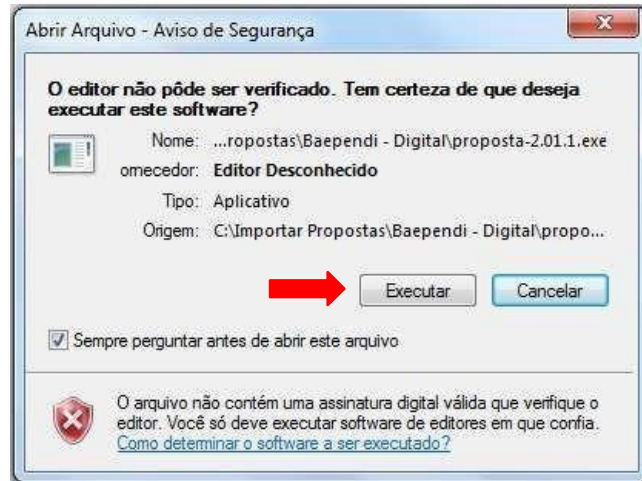 Abrir Arquivo - Aviso de Segurança
O editor não pôde ser verificado. Tem certeza de que deseja
executar este software?
Nome: ...ropostas\Baependi - Digital\proposta-2.01.1.exe
ornecedor: Editor Desconhecido
Tipo: Aplicativo
Origem: C:\Importar Propostas\Baependi - Digital\propo...
Executar Cancelar
Sempre perguntar antes de abrir este arquivo
O arquivo não contém uma assinatura digital válida que verifique o
editor. Você só deve executar software de editores em que confia.
Como determinar o software a ser executado?